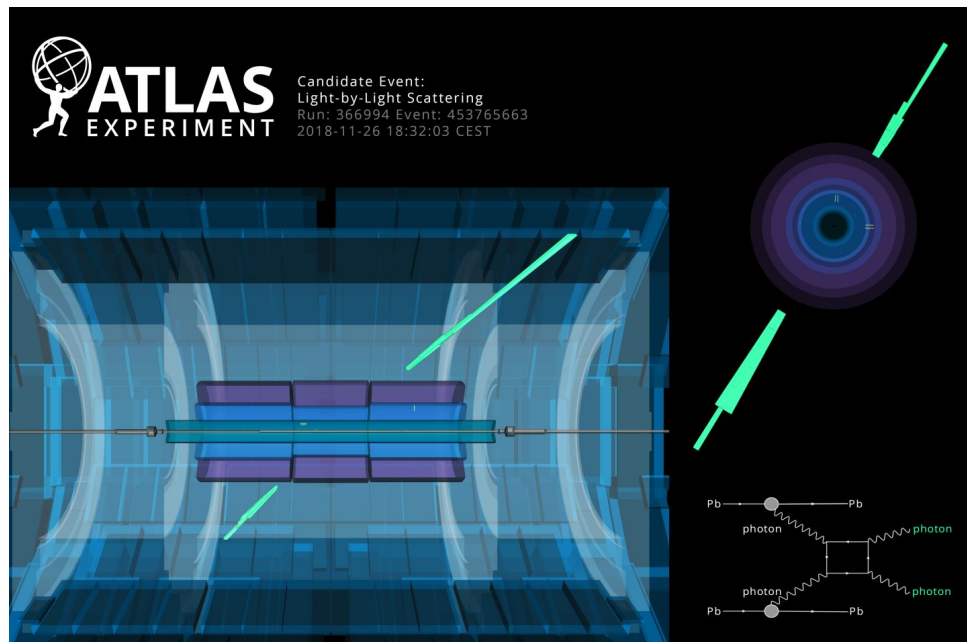 ATLAS
EXPERIMENT
Candidate Event:
Light-by-Light Scattering
Run: 366994 Event: 453765663
2018-11-26 18:32:03 CEST
Pb Pb
photon photon
photon photon
Pb Pb